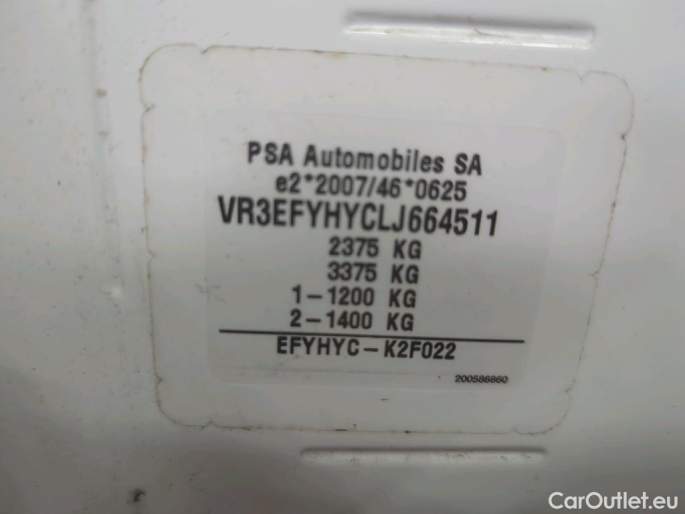 PSA Automobiles SA
e2*2007/46*0625
VR3EFYHYCLJ664511
2375 KG
3375 KG
1-1200 KG
2-1400 KG
EFYHYC-K2F022
200586860
CarOutlet.eu